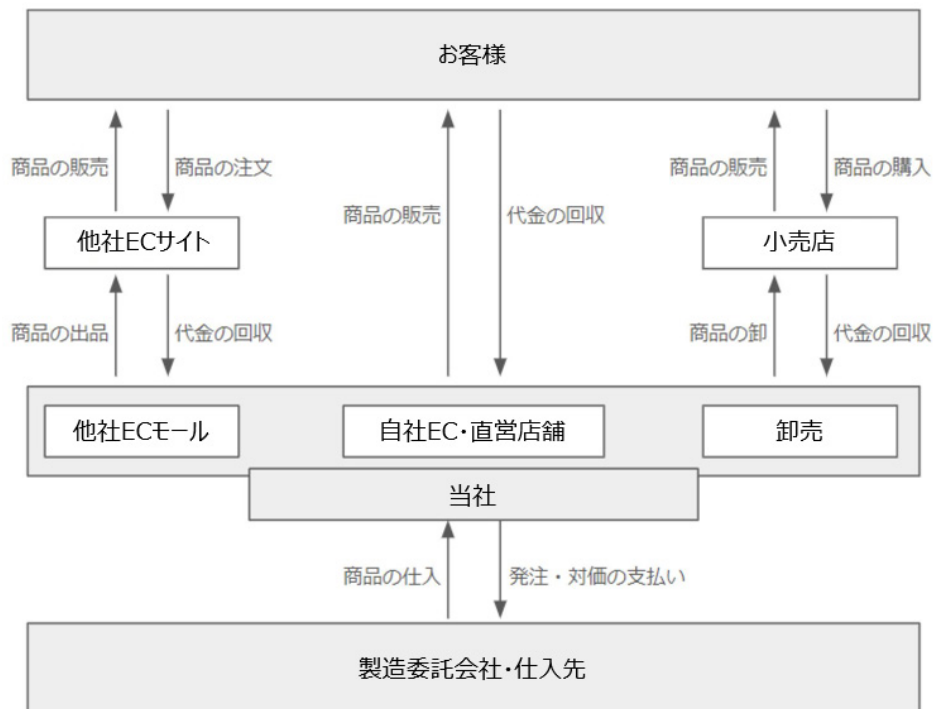 お客様
商品の販売
商品の注文
商品の販売
代金の回収
商品の販売
商品の購入
他社ECサイト
小売店
商品の出品
代金の回収
商品の卸
代金の回収
他社ECモール
自社EC・直営店舗
卸売
当社
商品の仕入
発注・対価の支払い
製造委託会社・仕入先